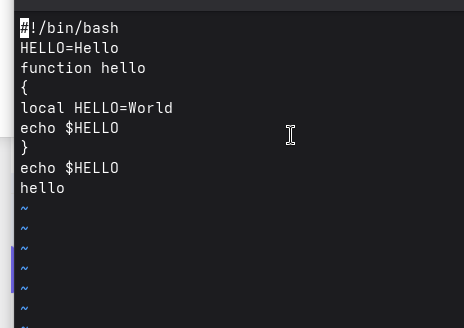 #!/bin/bash
HELLO=Hello
function hello
{
local HELLO=World
echo $HELLO
}
echo $HELLO
hello
~
~
~
~
~
~
~